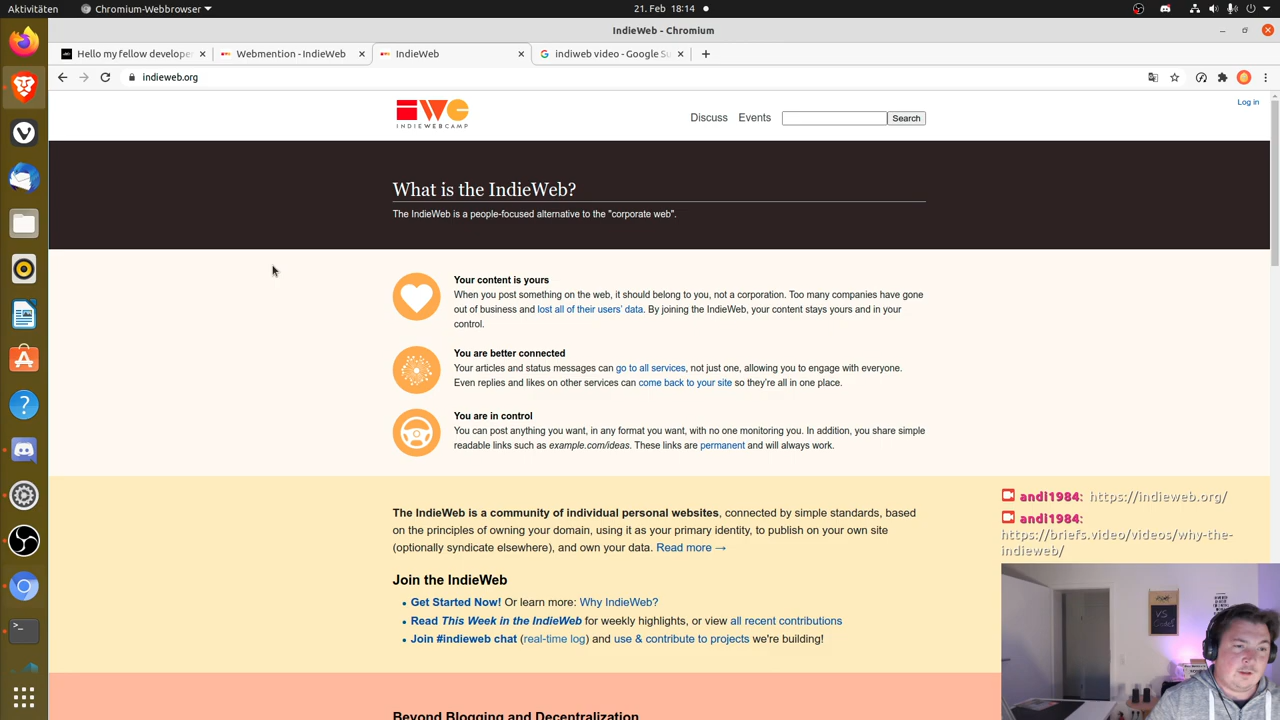 Aktivitäten
Chromium-Webbrowser
21. Feb 18:14
IndieWeb - Chromium
Hello my fellow develope
Webmention - IndieWeb
IndieWeb
indiweb video - Google Su
indieweb.org
Log in
INDIEWEBCAMP
Discuss
Events
Search
What is the IndieWeb?
The IndieWeb is a people-focused alternative to the "corporate web".
Your content is yours
When you post something on the web, it should belong to you, not a corporation. Too many companies have gone
out of business and lost all of their users' data. By joining the IndieWeb, your content stays yours and in your
control.
You are better connected
Your articles and status messages can go to all services, not just one, allowing you to engage with everyone.
Even replies and likes on other services can come back to your site so they're all in one place.
You are in control
You can post anything you want, in any format you want, with no one monitoring you. In addition, you share simple
readable links such as example.com/ideas. These links are permanent and will always work.
The IndieWeb is a community of individual personal websites, connected by simple standards, based
on the principles of owning your domain, using it as your primary identity, to publish on your own site
(optionally syndicate elsewhere), and own your data. Read more →
Join the IndieWeb
• Get Started Now! Or learn more: Why IndieWeb?
• Read This Week in the IndieWeb for weekly highlights, or view all recent contributions
• Join #indieweb chat (real-time log) and use & contribute to projects we're building!
Beyond Blogging and Decentralization
andi1984: https://indieweb.org/
andi1984:
https://briefs.video/videos/why-the-
indieweb/